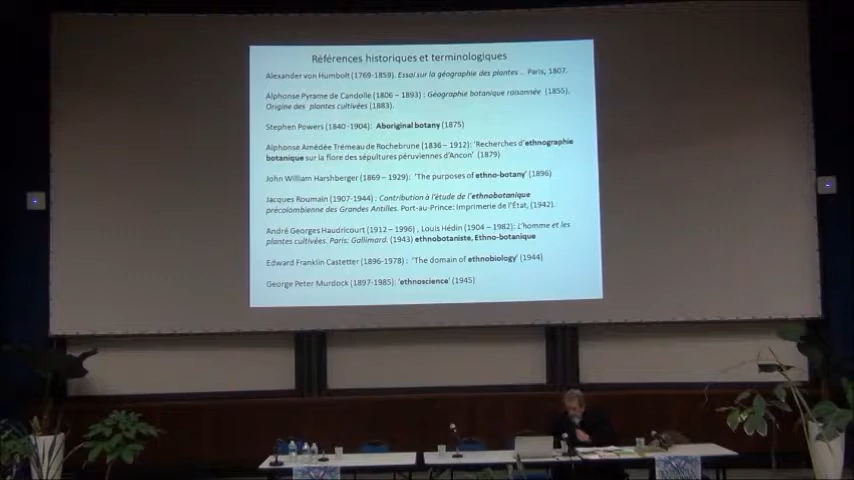 Références historiques et terminologiques
Alexander von Humbolt (1769-1859). Essai sur la géographie des plantes .. Paris, 1807.
Alphonse Pyrame de Candolle (1806 – 1893) : Géographie botanique raisonnée (1855).
Origine des plantes cultivées (1883).
Stephen Powers (1840 -1904): Aboriginal botany (1875)
Alphonse Amédée Trémeau de Rochebrune (1836 – 1912): 'Recherches d'ethnographie
botanique sur la flore des sépultures péruviennes d'Ancon' (1879)
John William Harshberger (1869 – 1929): 'The purposes of ethno-botany' (1896)
Jacques Roumain (1907-1944) : Contribution à l'étude de l'ethnobotanique
précolombienne des Grandes Antilles. Port-au-Prince: Imprimerie de l'Etat, (1942).
André Georges Haudricourt (1912 – 1996) , Louis Hédin (1904 – 1982): L'homme et les
plantes cultivées. Paris: Gallimard. (1943) ethnobotaniste, Ethno-botanique
Edward Franklin Castetter (1896-1978) : 'The domain of ethnobiology' (1944)
George Peter Murdock (1897-1985): 'ethnoscience' (1945)